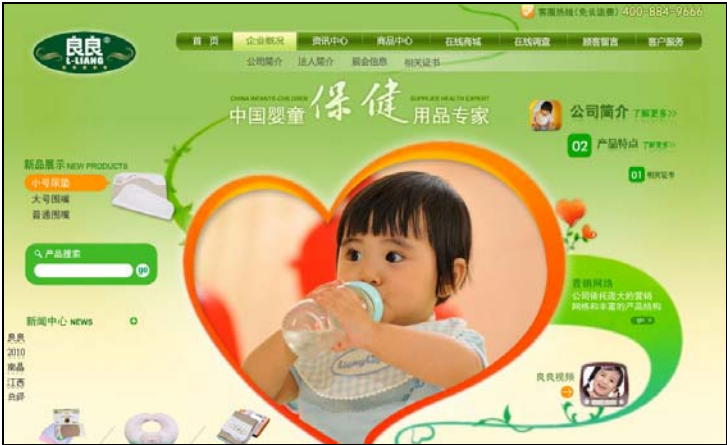 客服热线(免长途费) 400-884-9666
良良
L-LIANG
首 页
企业概况
资讯中心
商品中心
在线商城
在线调查
顾客留言
客户服务
公司简介
法人简介
展会信息
相关证书
CHINA INFANTS-CHILDREN
SUPPLIES HEALTH EXPERT
中国婴童保健用品专家
公司简介 了解更多>>
02 产品特点 了解更多>>
01 相关证书
新品展示 NEW PRODUCTS
小号尿垫
大号围嘴
普通围嘴
产品搜索
go
新闻中心 NEWS
良良
2010
南昌
江西
良良
营销网络
公司依托庞大的营销
网络和丰富的产品结构
良良视频